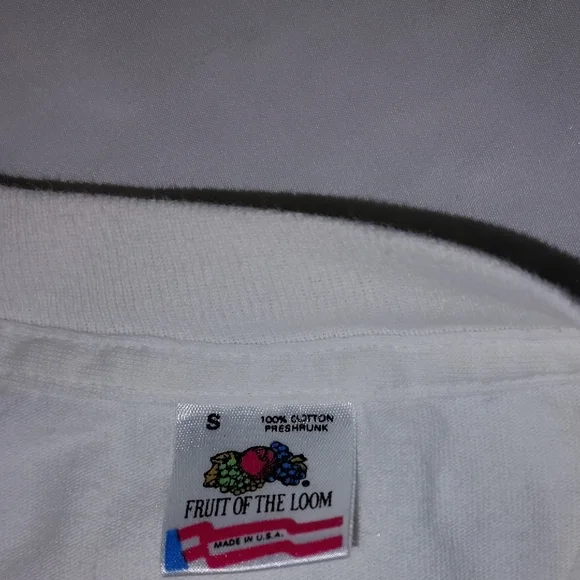 S
100% COTTON
PRESHRUNK
®
FRUIT OF THE LOOM
MADE IN U.S.A.